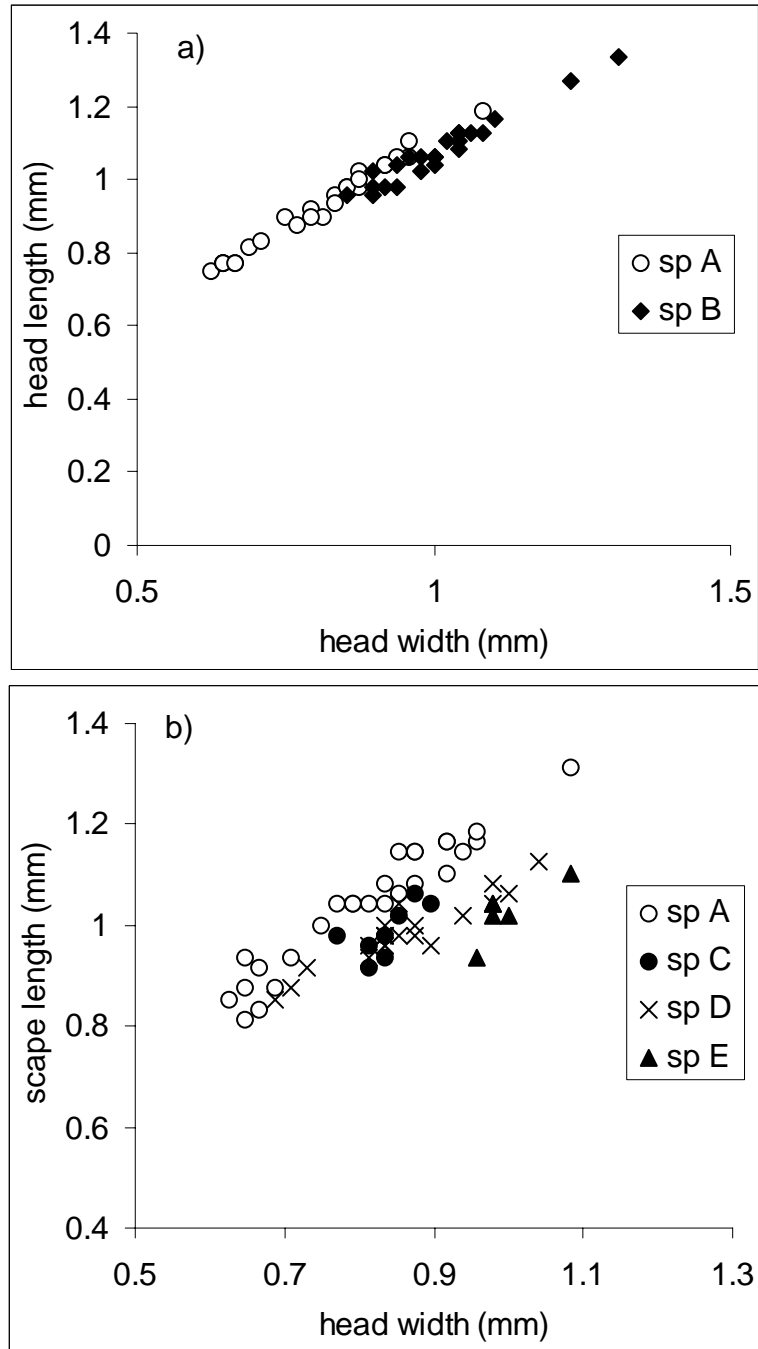 a)
1.4
1.2
1
0.8
0.6
0.4
0.2
0
head length (mm)
0.5 1 1.5
head width (mm)
sp A
sp B
b)
1.4
1.2
1
0.8
0.6
0.4
scape length (mm)
0.5 0.7 0.9 1.1 1.3
head width (mm)
sp A
sp C
sp D
sp E